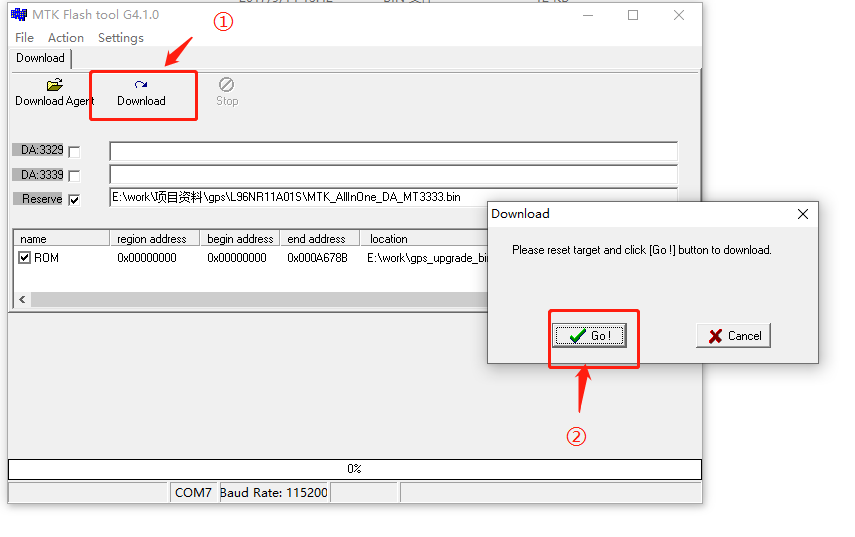 MTK Flash tool G4.1.0
①
File Action Settings
Download
Download Agent Download Stop
DA:3329
DA:3339
Reserve E:\work\项目资料\gps\L96NR11A01S\MTK_AllInOne_DA_MT3333.bin
Download
Please reset target and click [Go !] button to download.
name region address begin address end address location
ROM 0x00000000 0x00000000 0x000A678B E:\work\gps_upgrade_bi
Go !
Cancel
②
0%
COM7 Baud Rate: 115200